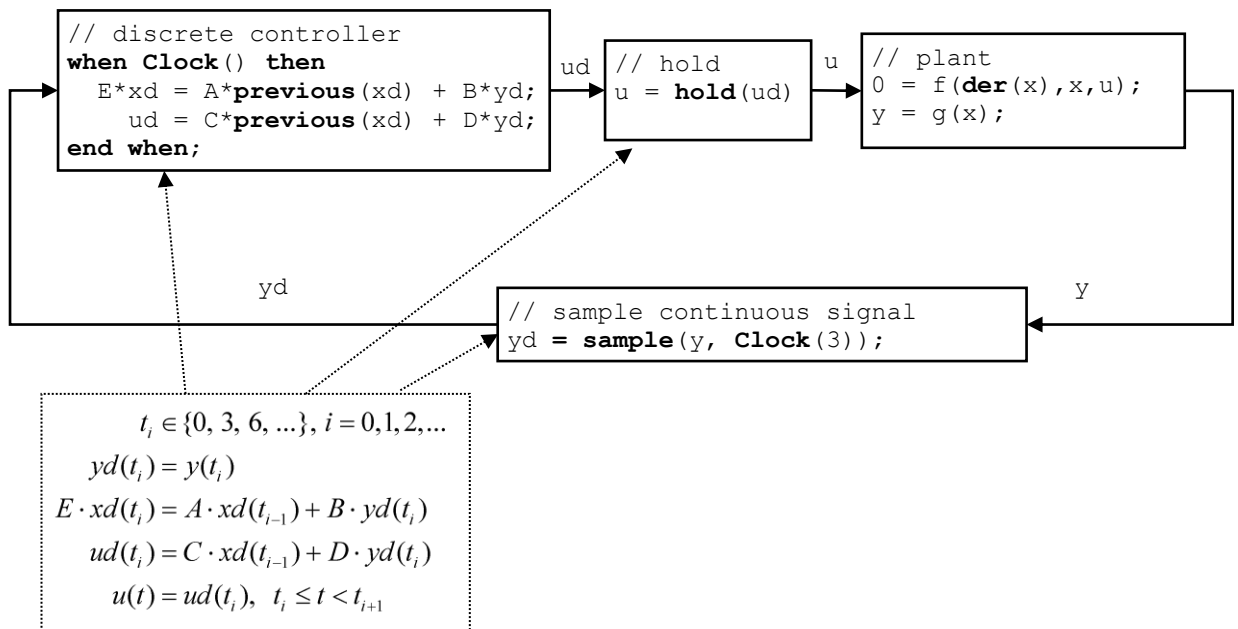 // discrete controller
when Clock() then
E*xd = A*previous(xd) + B*yd;
ud = C*previous(xd) + D*yd;
end when;
ud
// hold
u = hold(ud)
u
// plant
0 = f(der(x),x,u);
y = g(x);
yd
y
// sample continuous signal
yd = sample(y, Clock(3));
t_i ∈ {0, 3, 6, ...}, i = 0,1,2,...
yd(t_i) = y(t_i)
E · xd(t_i) = A · xd(t_{i-1}) + B · yd(t_i)
ud(t_i) = C · xd(t_{i-1}) + D · yd(t_i)
u(t) = ud(t_i), t_i ≤ t < t_{i+1}